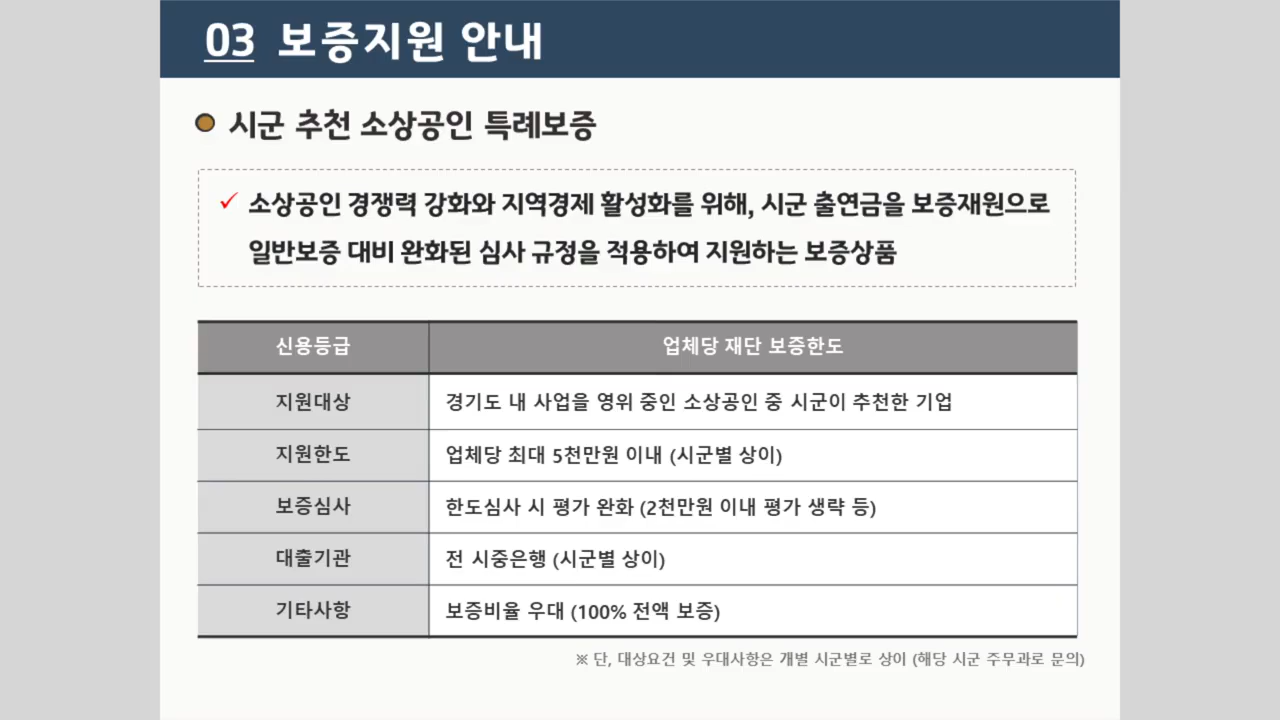 03 보증지원 안내
시군 추천 소상공인 특례보증
✓ 소상공인 경쟁력 강화와 지역경제 활성화를 위해, 시군 출연금을 보증재원으로
일반보증 대비 완화된 심사 규정을 적용하여 지원하는 보증상품
신용등급 업체당 재단 보증한도
지원대상 경기도 내 사업을 영위 중인 소상공인 중 시군이 추천한 기업
지원한도 업체당 최대 5천만원 이내 (시군별 상이)
보증심사 한도심사 시 평가 완화 (2천만원 이내 평가 생략 등)
대출기관 전 시중은행 (시군별 상이)
기타사항 보증비율 우대 (100% 전액 보증)
※ 단, 대상요건 및 우대사항은 개별 시군별로 상이 (해당 시군 주무과로 문의)